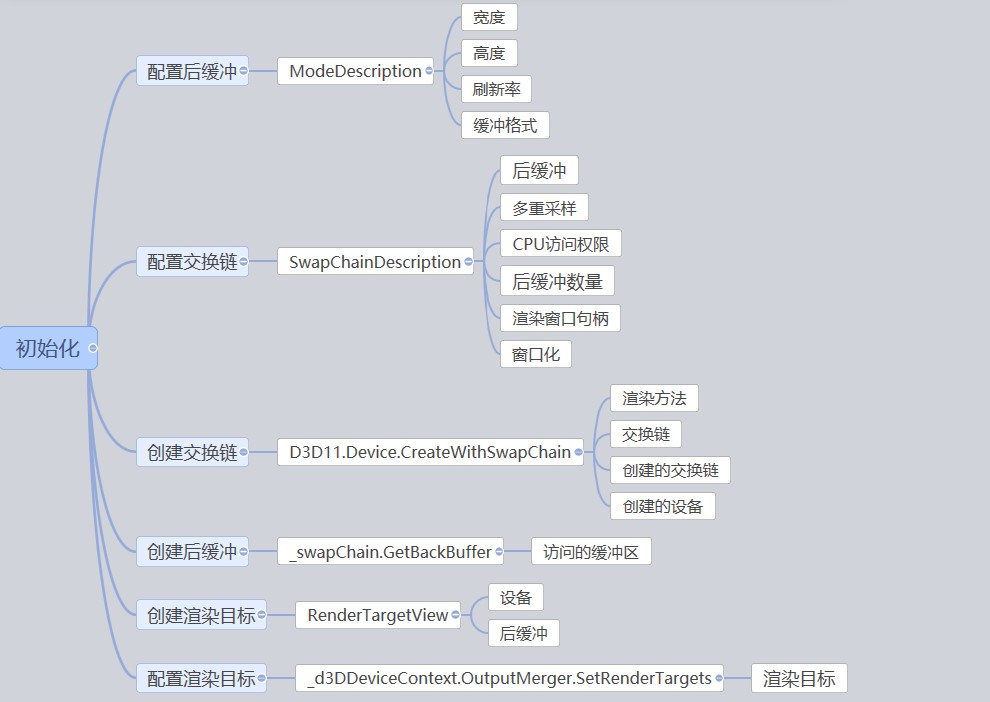 初始化
配置后缓冲
ModeDescription
宽度
高度
刷新率
缓冲格式
配置交换链
SwapChainDescription
后缓冲
多重采样
CPU访问权限
后缓冲数量
渲染窗口句柄
窗口化
创建交换链
D3D11.Device.CreateWithSwapChain
渲染方法
交换链
创建的交换链
创建的设备
创建后缓冲
_swapChain.GetBackBuffer
访问的缓冲区
创建渲染目标
RenderTargetView
设备
后缓冲
配置渲染目标
_d3DDeviceContext.OutputMerger.SetRenderTargets
渲染目标